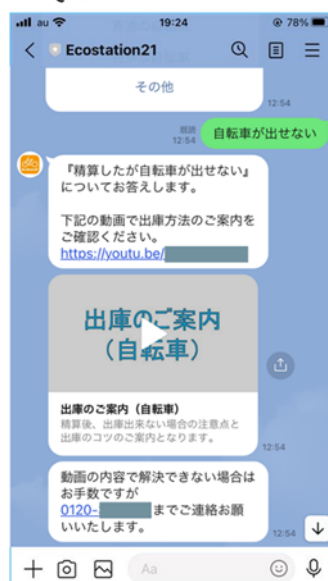 au 19:24 78%
Ecostation21
その他
12:54
既読
12:54
自転車が出せない
『精算したが自転車が出せない』
についてお答えします。
下記の動画で出庫方法のご案内を
ご確認ください。
https://youtu.be/
出庫のご案内
（自転車）
出庫のご案内（自転車）
精算後、出庫出来ない場合の注意点と
出庫のコツのご案内となります。
12:54
動画の内容で解決できない場合は
お手数ですが
0120- までご連絡お願
いいたします。
12:54
Aa